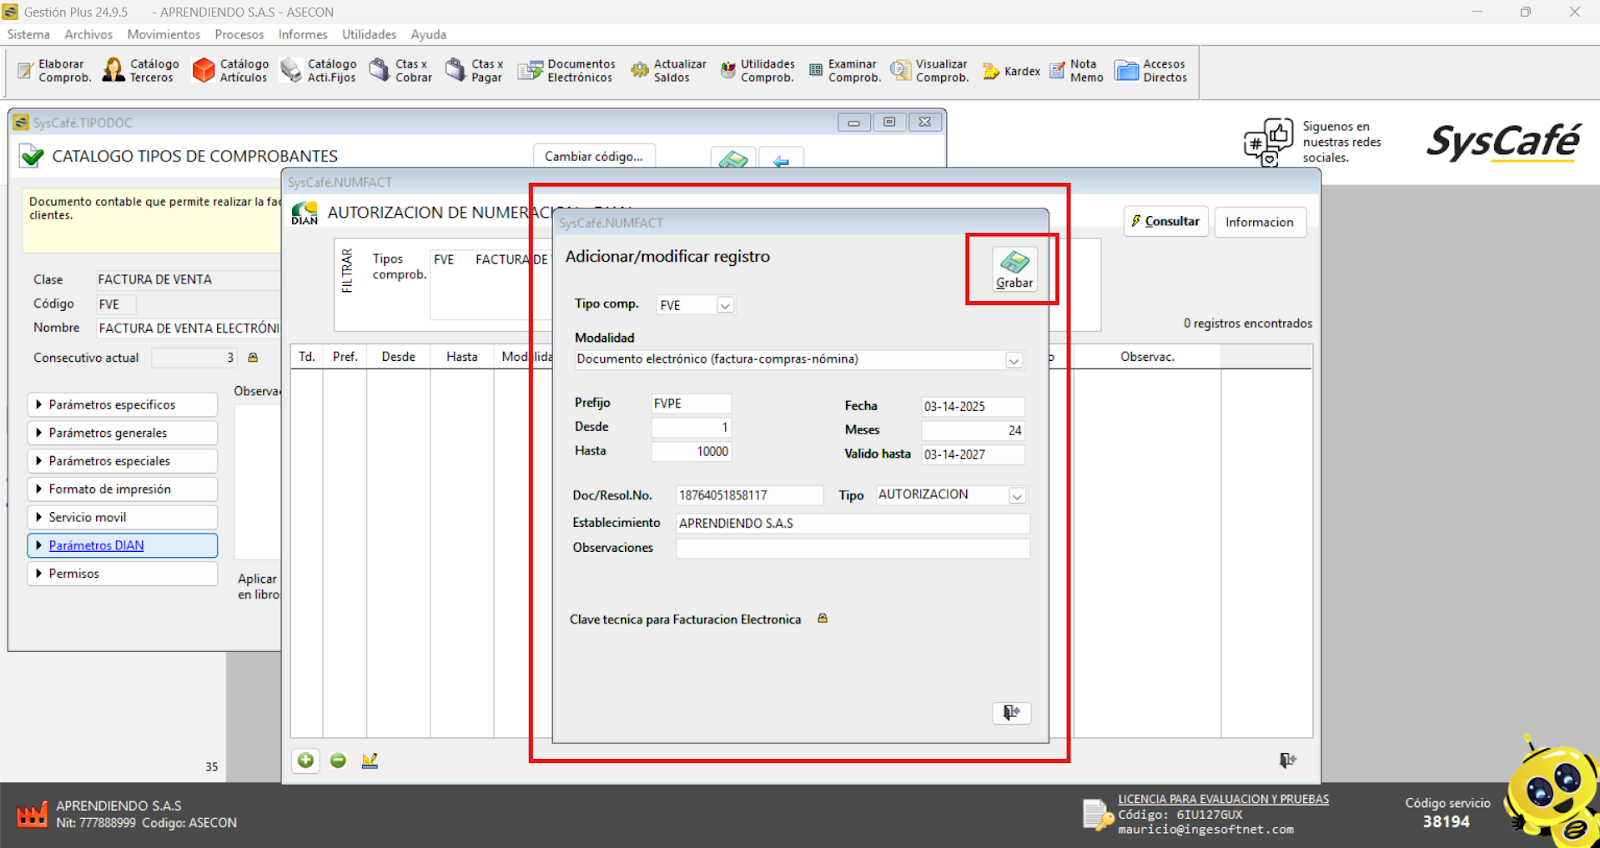 Gestión Plus 24.9.5 - APRENDIENDO S.A.S - ASECON
Sistema Archivos Movimientos Procesos Informes Utilidades Ayuda
Elaborar Comprob.
Catálogo Terceros
Catálogo Artículos
Catálogo Acti.Fijos
Ctas x Cobrar
Ctas x Pagar
Documentos Electrónicos
Actualizar Saldos
Utilidades Comprob.
Examinar Comprob.
Visualizar Comprob.
Kardex
Nota Memo
Accesos Directos
SysCafé.TIPODOC
CATALOGO TIPOS DE COMPROBANTES
Cambiar código...
Siguenos en
nuestras redes
sociales.
SysCafé
Documento contable que permite realizar la fac
clientes.
Clase FACTURA DE VENTA
Código FVE
Nombre FACTURA DE VENTA ELECTRÓNI
Consecutivo actual 3
Observac
Parámetros especificos
Parámetros generales
Parámetros especiales
Formato de impresión
Servicio movil
Parámetros DIAN
Permisos
Aplicar
en libro
35
SysCafé.NUMFACT
DIAN
AUTORIZACION DE NUMERACION - DIAN
Consultar
Informacion
FILTRAR
Tipos
comprob.
FVE FACTURA DE
0 registros encontrados
Td. Pref. Desde Hasta Modalida o Observac.
SysCafé.NUMFACT
Adicionar/modificar registro
Grabar
Tipo comp. FVE
Modalidad
Documento electrónico (factura-compras-nómina)
Prefijo FVPE
Desde 1
Hasta 10000
Fecha 03-14-2025
Meses 24
Valido hasta 03-14-2027
Doc/Resol.No. 18764051858117 Tipo AUTORIZACION
Establecimiento APRENDIENDO S.A.S
Observaciones
Clave tecnica para Facturacion Electronica
APRENDIENDO S.A.S
Nit: 777888999 Codigo: ASECON
LICENCIA PARA EVALUACION Y PRUEBAS
Código: 6IU127GUX
mauricio@ingesoftnet.com
Código servicio
38194